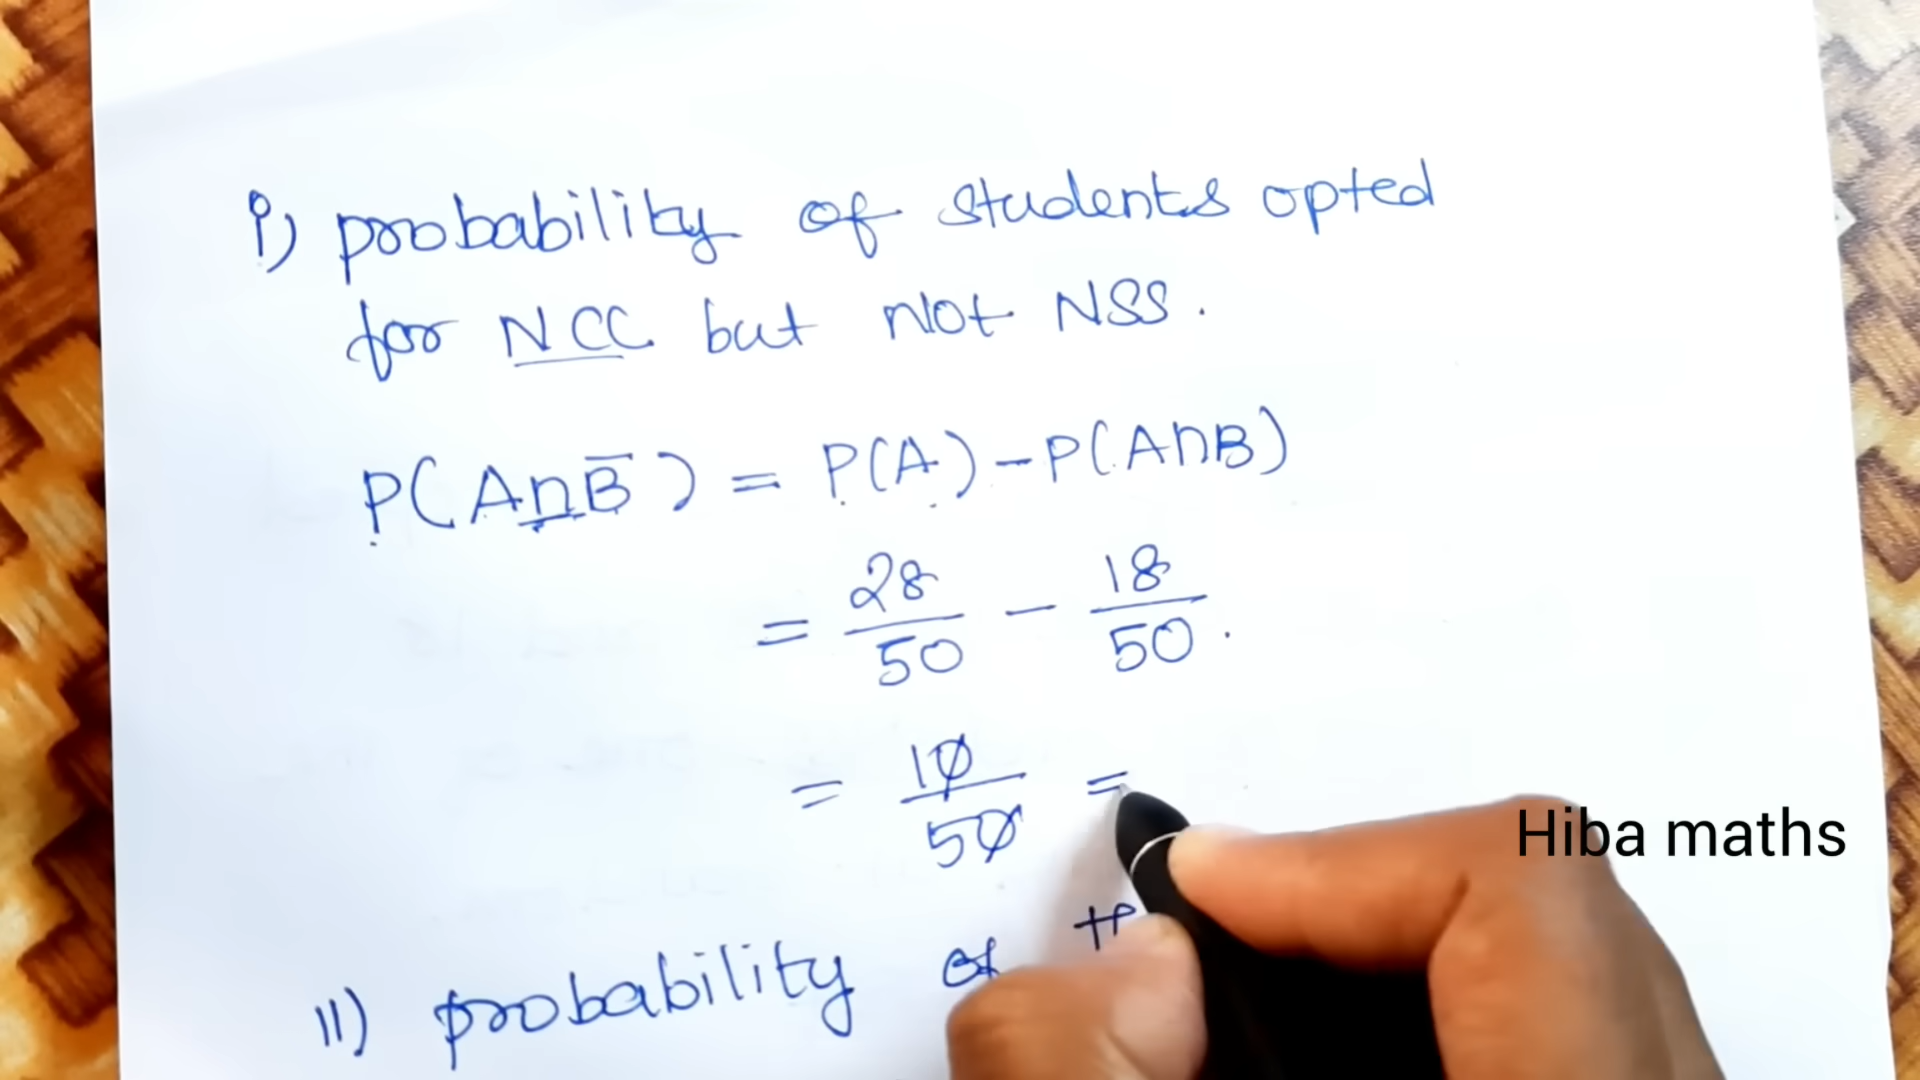 i) probability of students opted
for NCC but not NSS.
P(A∩B̅) = P(A) - P(A∩B)
= 28/50 - 18/50.
= 10/50 =
Hiba maths
II) probability of